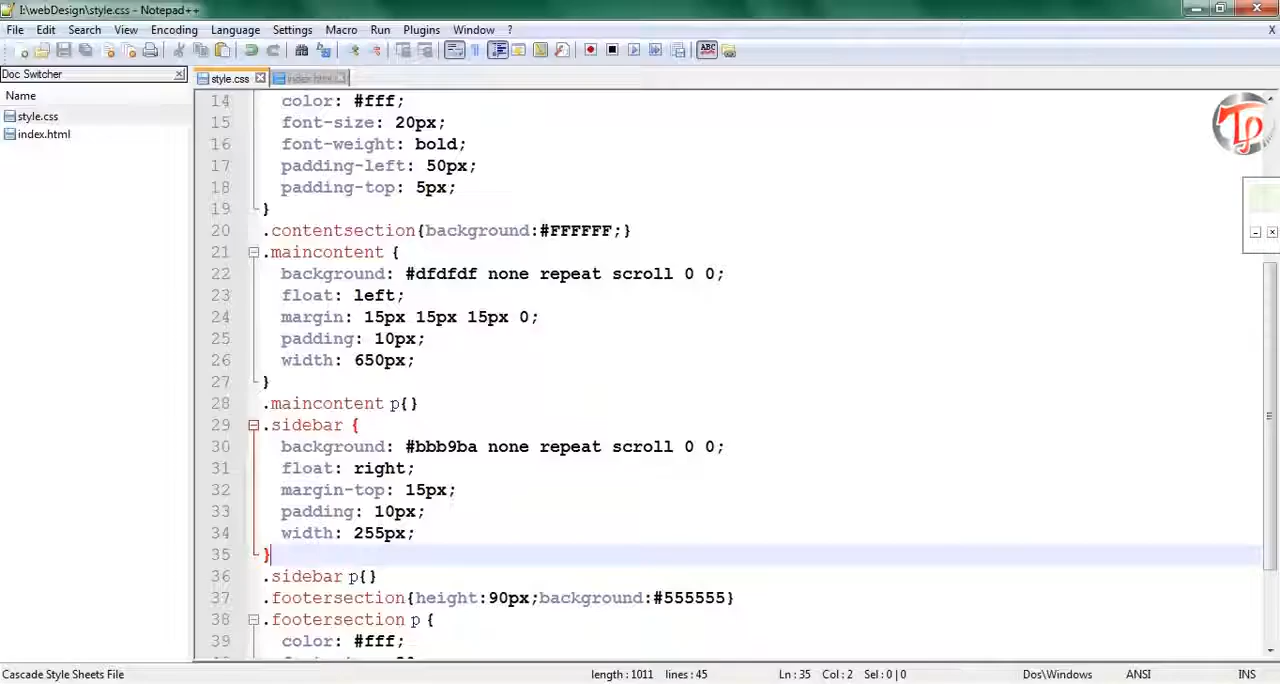 I:\webDesign\style.css - Notepad++
File Edit Search View Encoding Language Settings Macro Run Plugins Window ? X
ABC
Doc Switcher
style.css index.html
Name
style.css
index.html
14 color: #fff;
15 font-size: 20px;
16 font-weight: bold;
17 padding-left: 50px;
18 padding-top: 5px;
19 }
20 .contentsection{background:#FFFFFF;}
21 .maincontent {
22 background: #dfdfdf none repeat scroll 0 0;
23 float: left;
24 margin: 15px 15px 15px 0;
25 padding: 10px;
26 width: 650px;
27 }
28 .maincontent p{}
29 .sidebar {
30 background: #bbb9ba none repeat scroll 0 0;
31 float: right;
32 margin-top: 15px;
33 padding: 10px;
34 width: 255px;
35 }
36 .sidebar p{}
37 .footersection{height:90px;background:#555555}
38 .footersection p {
39 color: #fff;
Cascade Style Sheets File length : 1011 lines : 45 Ln : 35 Col : 2 Sel : 0 | 0 Dos\Windows ANSI INS